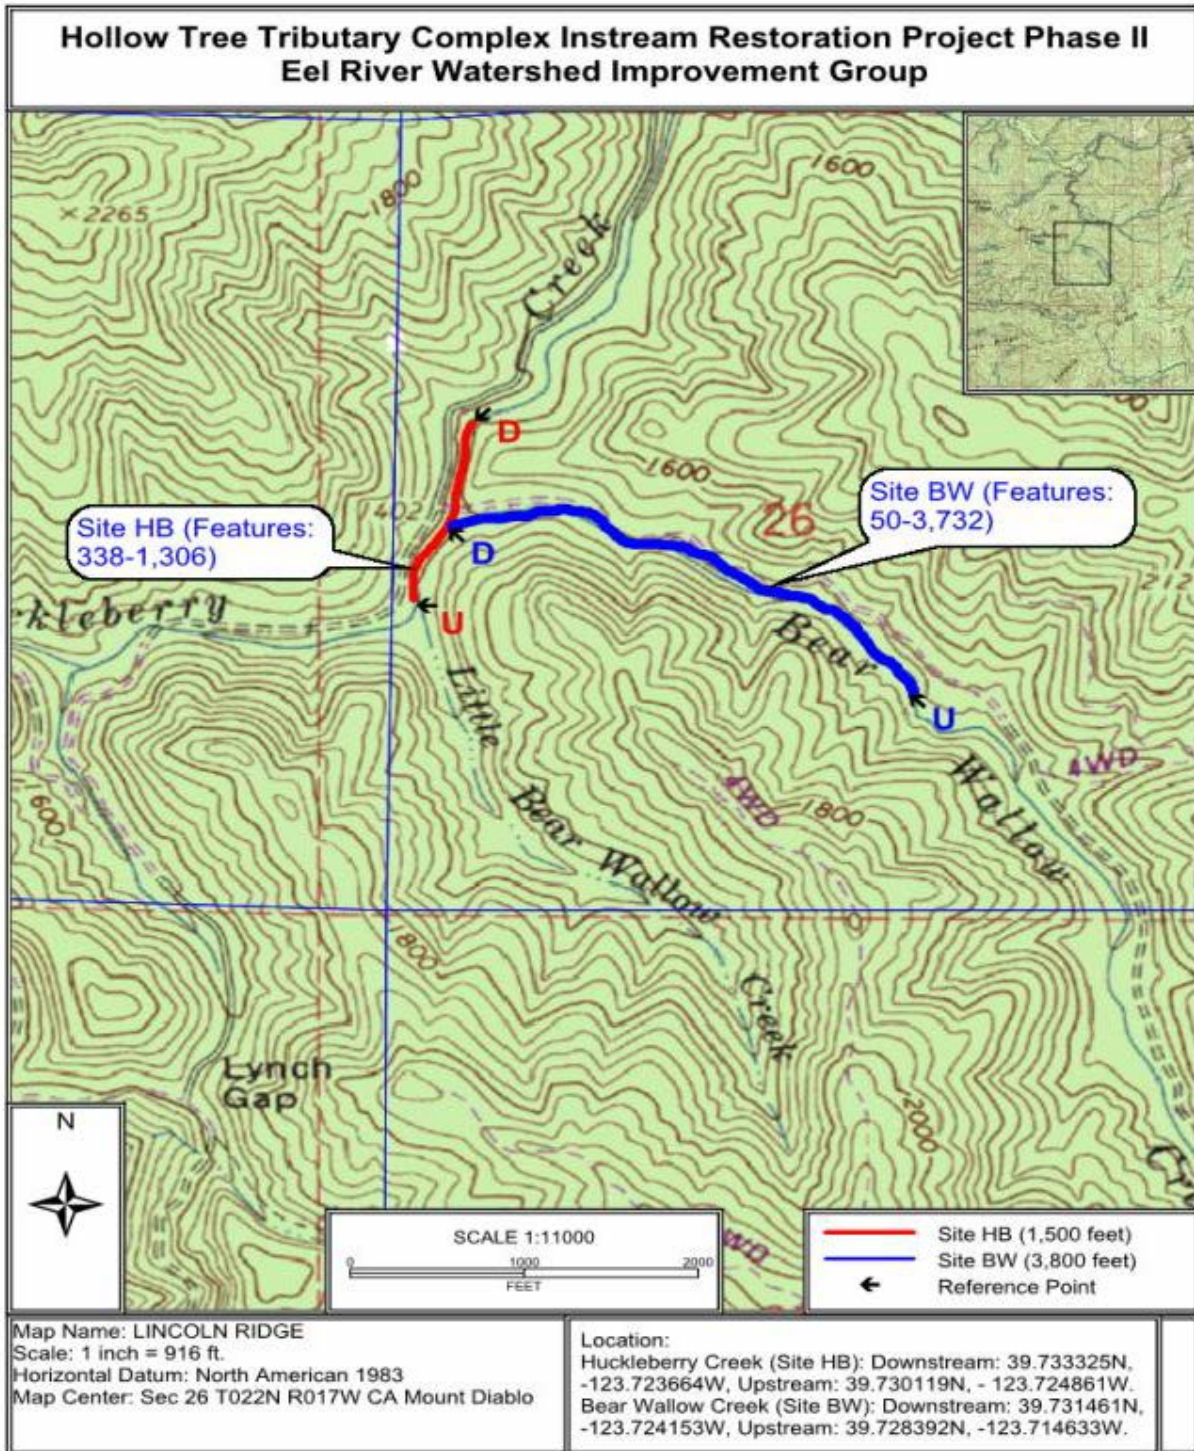 Hollow Tree Tributary Complex Instream Restoration Project Phase II
Eel River Watershed Improvement Group
1800
1600
×2265
Creek
D
1600
Site BW (Features:
50-3,732)
26
1402
Site HB (Features:
338-1,306)
D
U
kleberry
Bear
212
Little
U
Wallow
4WD
4WD
1800
1600
Bear Wallow
1800
Creek
Lynch
Gap
2000
Cre
WD
N
SCALE 1:11000
0 1000 2000
FEET
Site HB (1,500 feet)
Site BW (3,800 feet)
Reference Point
Map Name: LINCOLN RIDGE
Scale: 1 inch = 916 ft.
Horizontal Datum: North American 1983
Map Center: Sec 26 T022N R017W CA Mount Diablo
Location:
Huckleberry Creek (Site HB): Downstream: 39.733325N,
-123.723664W, Upstream: 39.730119N, - 123.724861W.
Bear Wallow Creek (Site BW): Downstream: 39.731461N,
-123.724153W, Upstream: 39.728392N, -123.714633W.